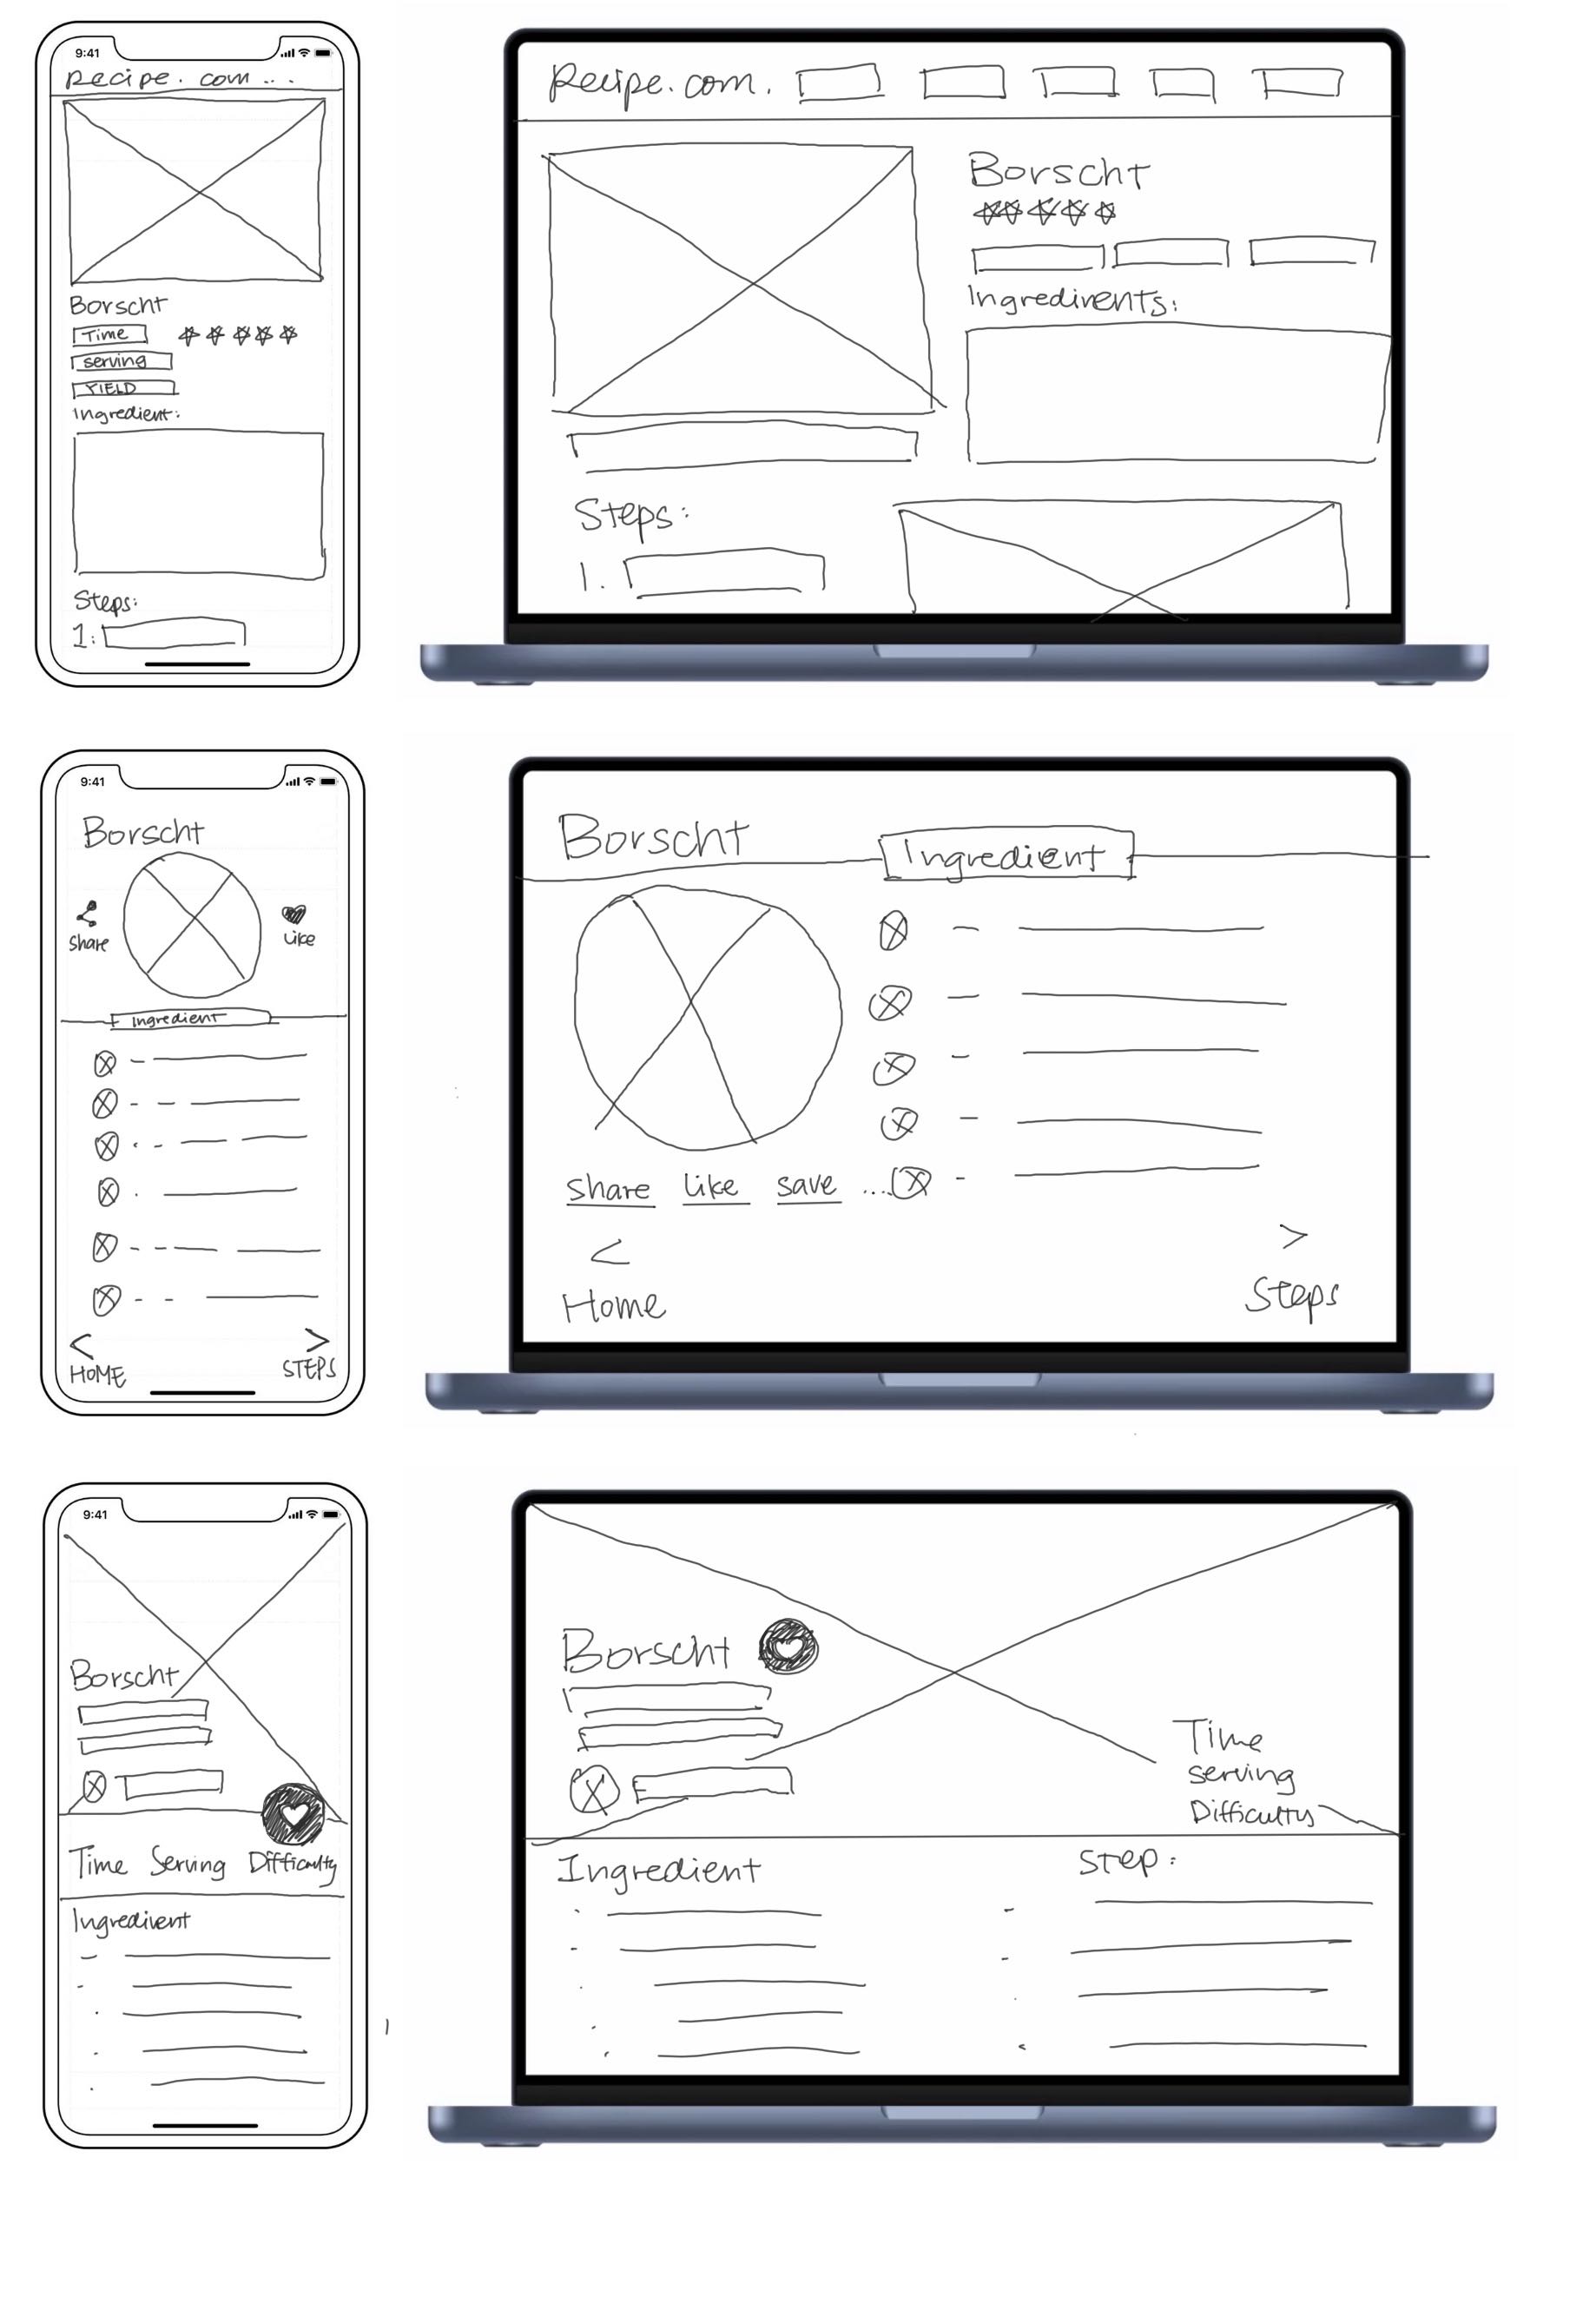 9:41
Recipe. com ...
Borscht
Time
serving
YIELD
Ingredient:
Steps:
1:
Recipe.com.
Borscht
Ingredirents:
Steps:
1.
9:41
Borscht
share
like
Ingredient
HOME
STEPS
Borscht
Ingredient
share like save ....
< >
Home
Steps
9:41
Borscht
Time Serving Difficulty
Ingredirent
Borscht
Time
serving
Difficulty
Ingredient
Step: